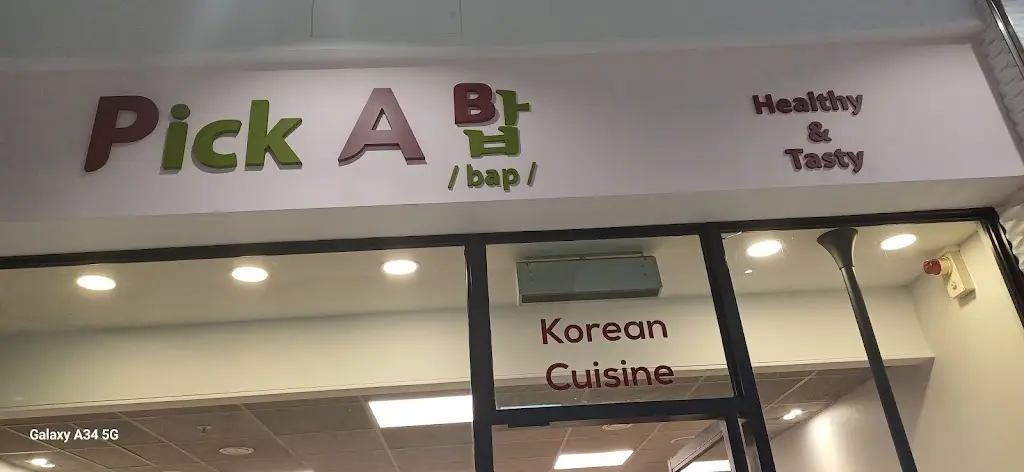 Pick A 밥
/ bap /
Healthy
&
Tasty
Korean
Cuisine
Galaxy A34 5G